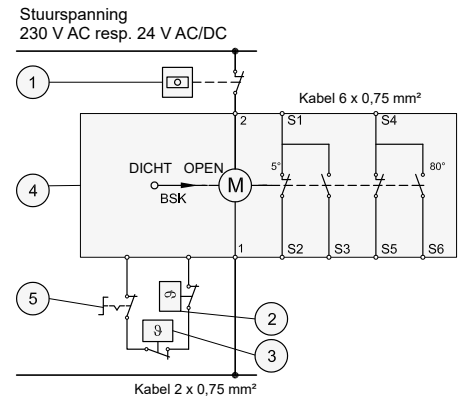 Stuurspanning
230 V AC resp. 24 V AC/DC
1
Kabel 6 x 0,75 mm²
2
S1
S4
DICHT OPEN
5°
80°
4
M
BSK
1
S2
S3
S5
S6
5
ϑ
2
ϑ
3
Kabel 2 x 0,75 mm²